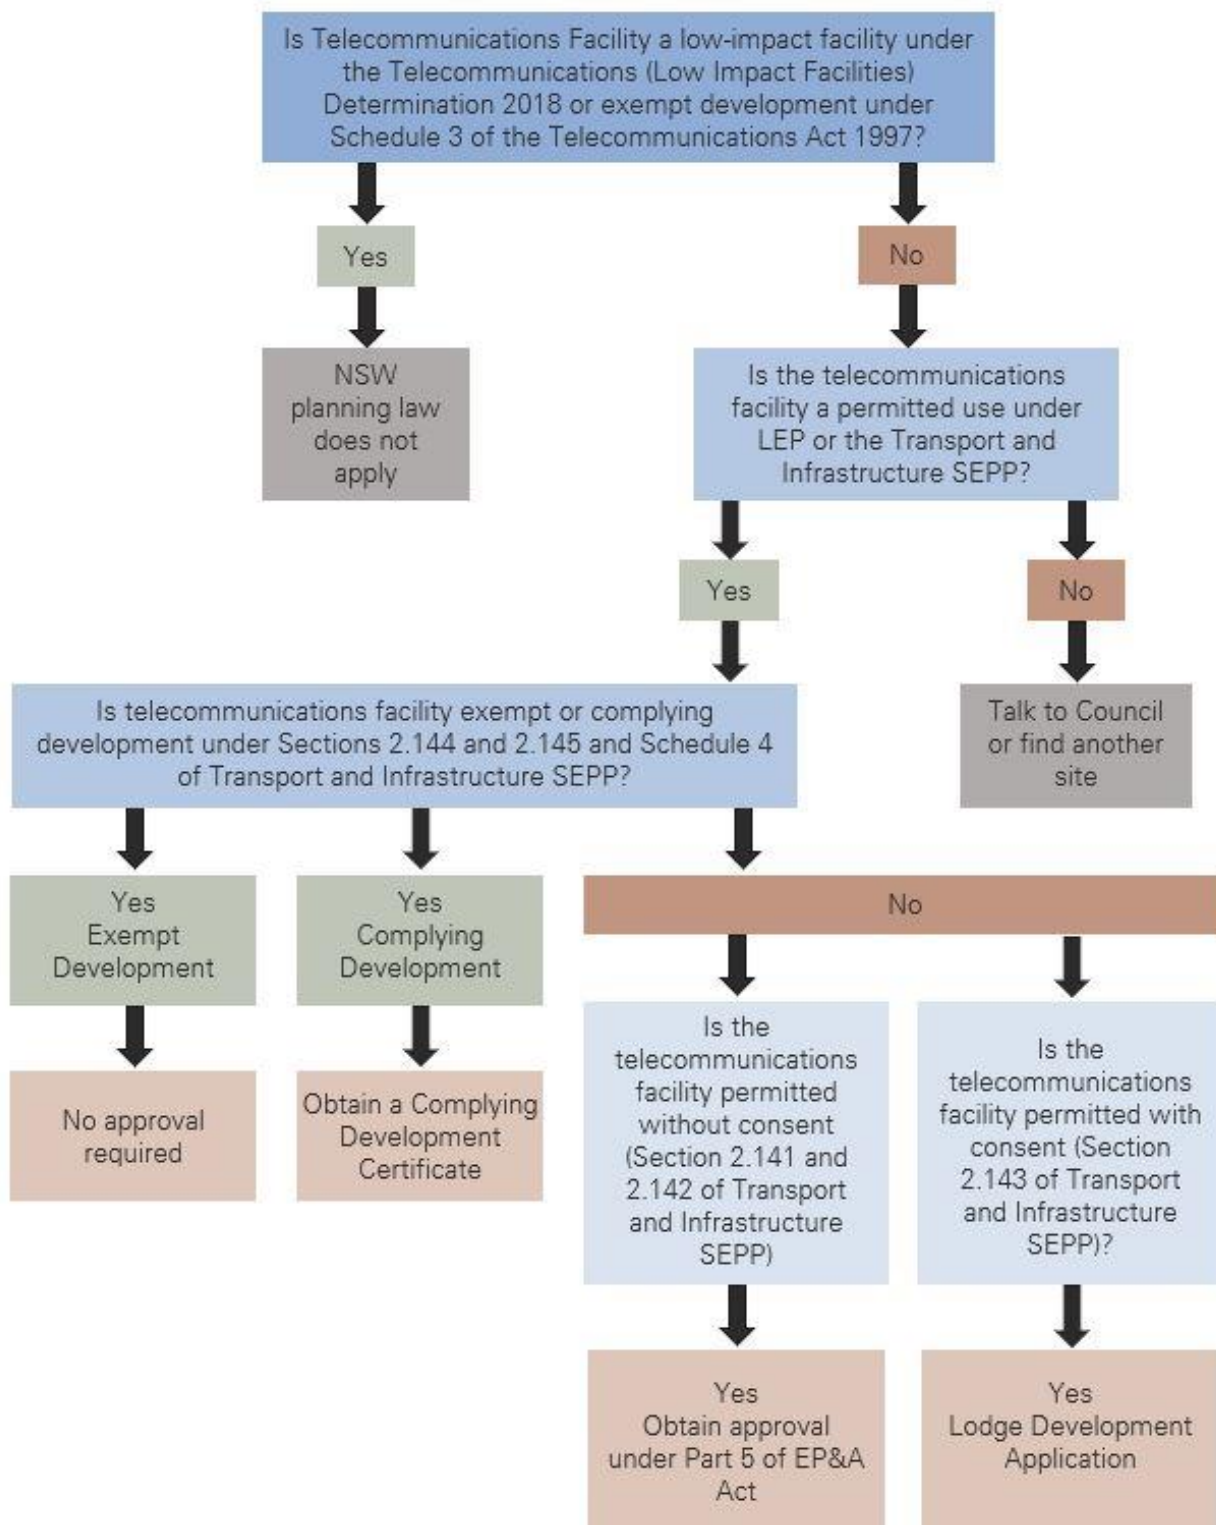 Is Telecommunications Facility a low-impact facility under
the Telecommunications (Low Impact Facilities)
Determination 2018 or exempt development under
Schedule 3 of the Telecommunications Act 1997?
Yes
No
NSW
planning law
does not
apply
Is the telecommunications
facility a permitted use under
LEP or the Transport and
Infrastructure SEPP?
Yes
No
Is telecommunications facility exempt or complying
development under Sections 2.144 and 2.145 and Schedule 4
of Transport and Infrastructure SEPP?
Talk to Council
or find another
site
Yes
Exempt
Development
Yes
Complying
Development
No
No approval
required
Obtain a Complying
Development
Certificate
Is the
telecommunications
facility permitted
without consent
(Section 2.141 and
2.142 of Transport
and Infrastructure
SEPP)
Is the
telecommunications
facility permitted with
consent (Section
2.143 of Transport
and Infrastructure
SEPP)?
Yes
Obtain approval
under Part 5 of EP&A
Act
Yes
Lodge Development
Application